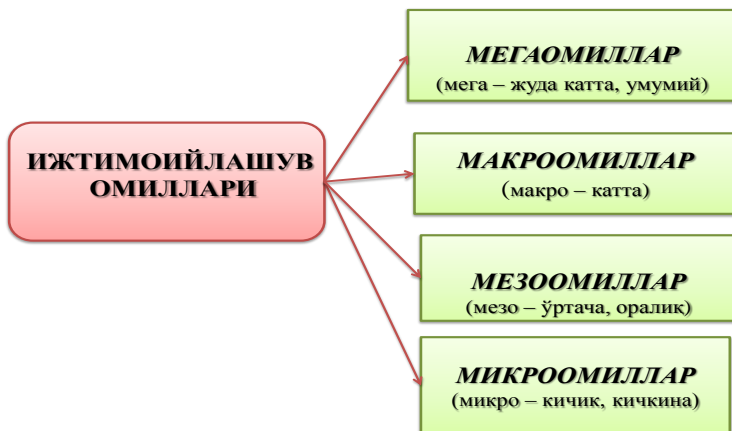 ИЖТИМОИЙЛАШУВ
ОМИЛЛАРИ
МЕГАОМИЛЛАР
(мега – жуда катта, умумий)
МАКРООМИЛЛАР
(макро – катта)
МЕЗООМИЛЛАР
(мезо – ўртача, оралиқ)
МИКРООМИЛЛАР
(микро – кичик, кичкина)